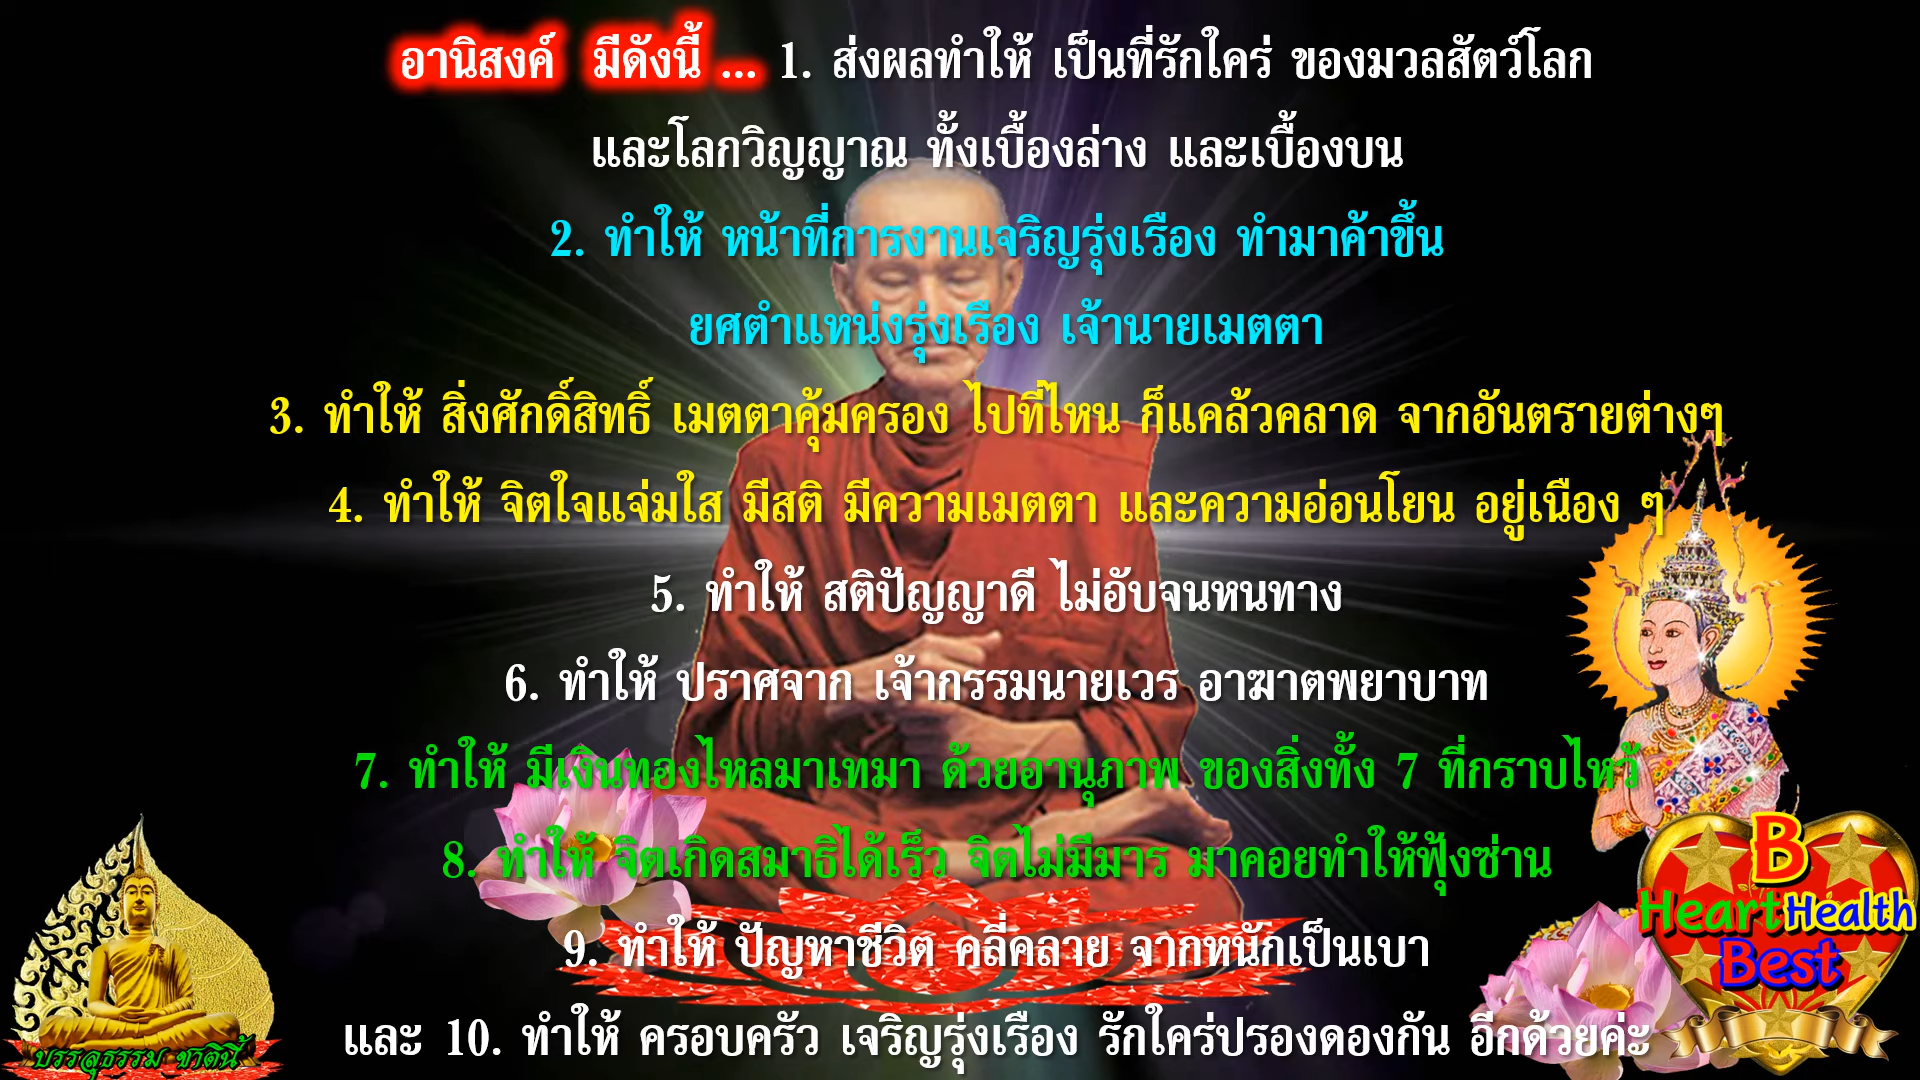 อานิสงค์ มีดังนี้ ... 1. ส่งผลทำให้ เป็นที่รักใคร่ ของมวลสัตว์โลก
และโลกวิญญาณ ทั้งเบื้องล่าง และเบื้องบน
2. ทำให้ หน้าที่การงานเจริญรุ่งเรือง ทำมาค้าขึ้น
ยศตำแหน่งรุ่งเรือง เจ้านายเมตตา
3. ทำให้ สิ่งศักดิ์สิทธิ์ เมตตาคุ้มครอง ไปที่ไหน ก็แคล้วคลาด จากอันตรายต่างๆ
4. ทำให้ จิตใจแจ่มใส มีสติ มีความเมตตา และความอ่อนโยน อยู่เนือง ๆ
5. ทำให้ สติปัญญาดี ไม่อับจนหนทาง
6. ทำให้ ปราศจาก เจ้ากรรมนายเวร อาฆาตพยาบาท
7. ทำให้ มีเงินทองไหลมาเทมา ด้วยอานุภาพ ของสิ่งทั้ง 7 ที่กราบไหว้
8. ทำให้ จิตเกิดสมาธิได้เร็ว จิตไม่มีมาร มาคอยทำให้ฟุ้งซ่าน
9. ทำให้ ปัญหาชีวิต คลี่คลาย จากหนักเป็นเบา
และ 10. ทำให้ ครอบครัว เจริญรุ่งเรือง รักใคร่ปรองดองกัน อีกด้วยค่ะ
B
Heart Health
Best
บรรลุธรรม ชาตินี้